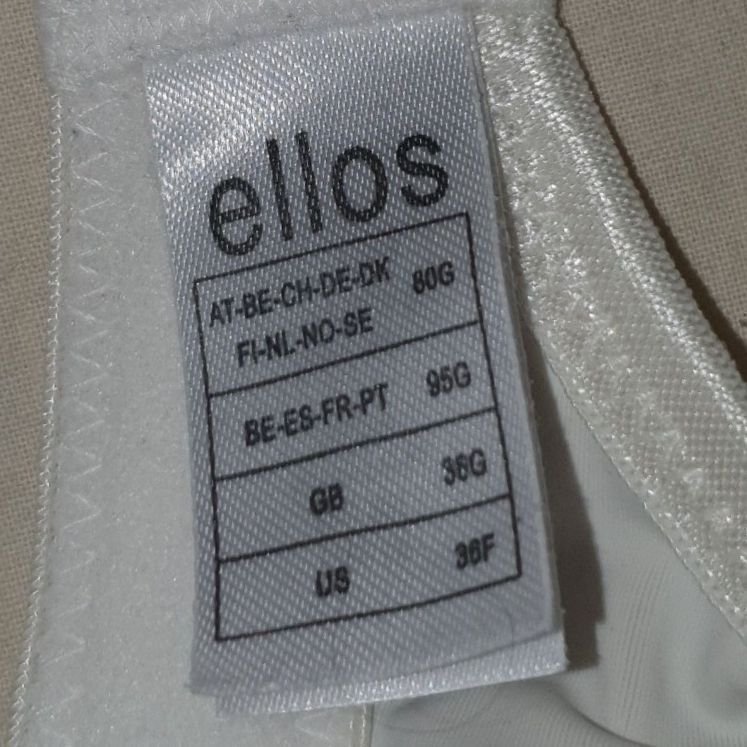 ellos
AT-BE-CH-DE-DK 80G
FI-NL-NO-SE
BE-ES-FR-PT 95G
GB 36G
US 36F